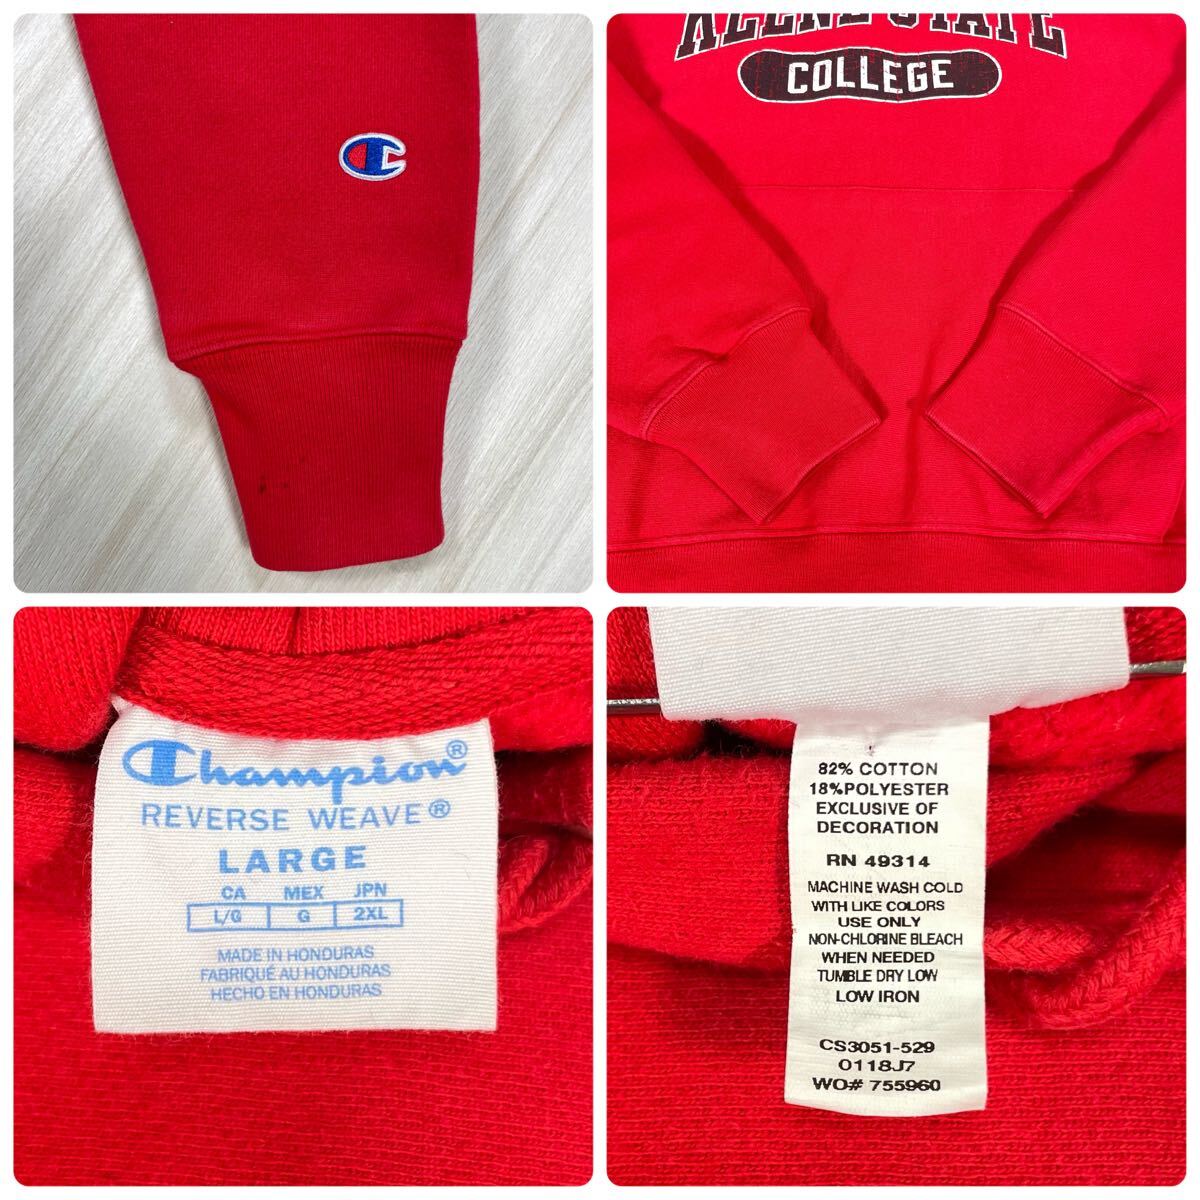 KEENE STATE
COLLEGE
Champion®
REVERSE WEAVE®
LARGE
CA MEX JPN
L/G G 2XL
MADE IN HONDURAS
FABRIQUÉ AU HONDURAS
HECHO EN HONDURAS
82% COTTON
18%POLYESTER
EXCLUSIVE OF
DECORATION
RN 49314
MACHINE WASH COLD
WITH LIKE COLORS
USE ONLY
NON-CHLORINE BLEACH
WHEN NEEDED
TUMBLE DRY LOW
LOW IRON
CS3051-529
0118J7
WO# 755960